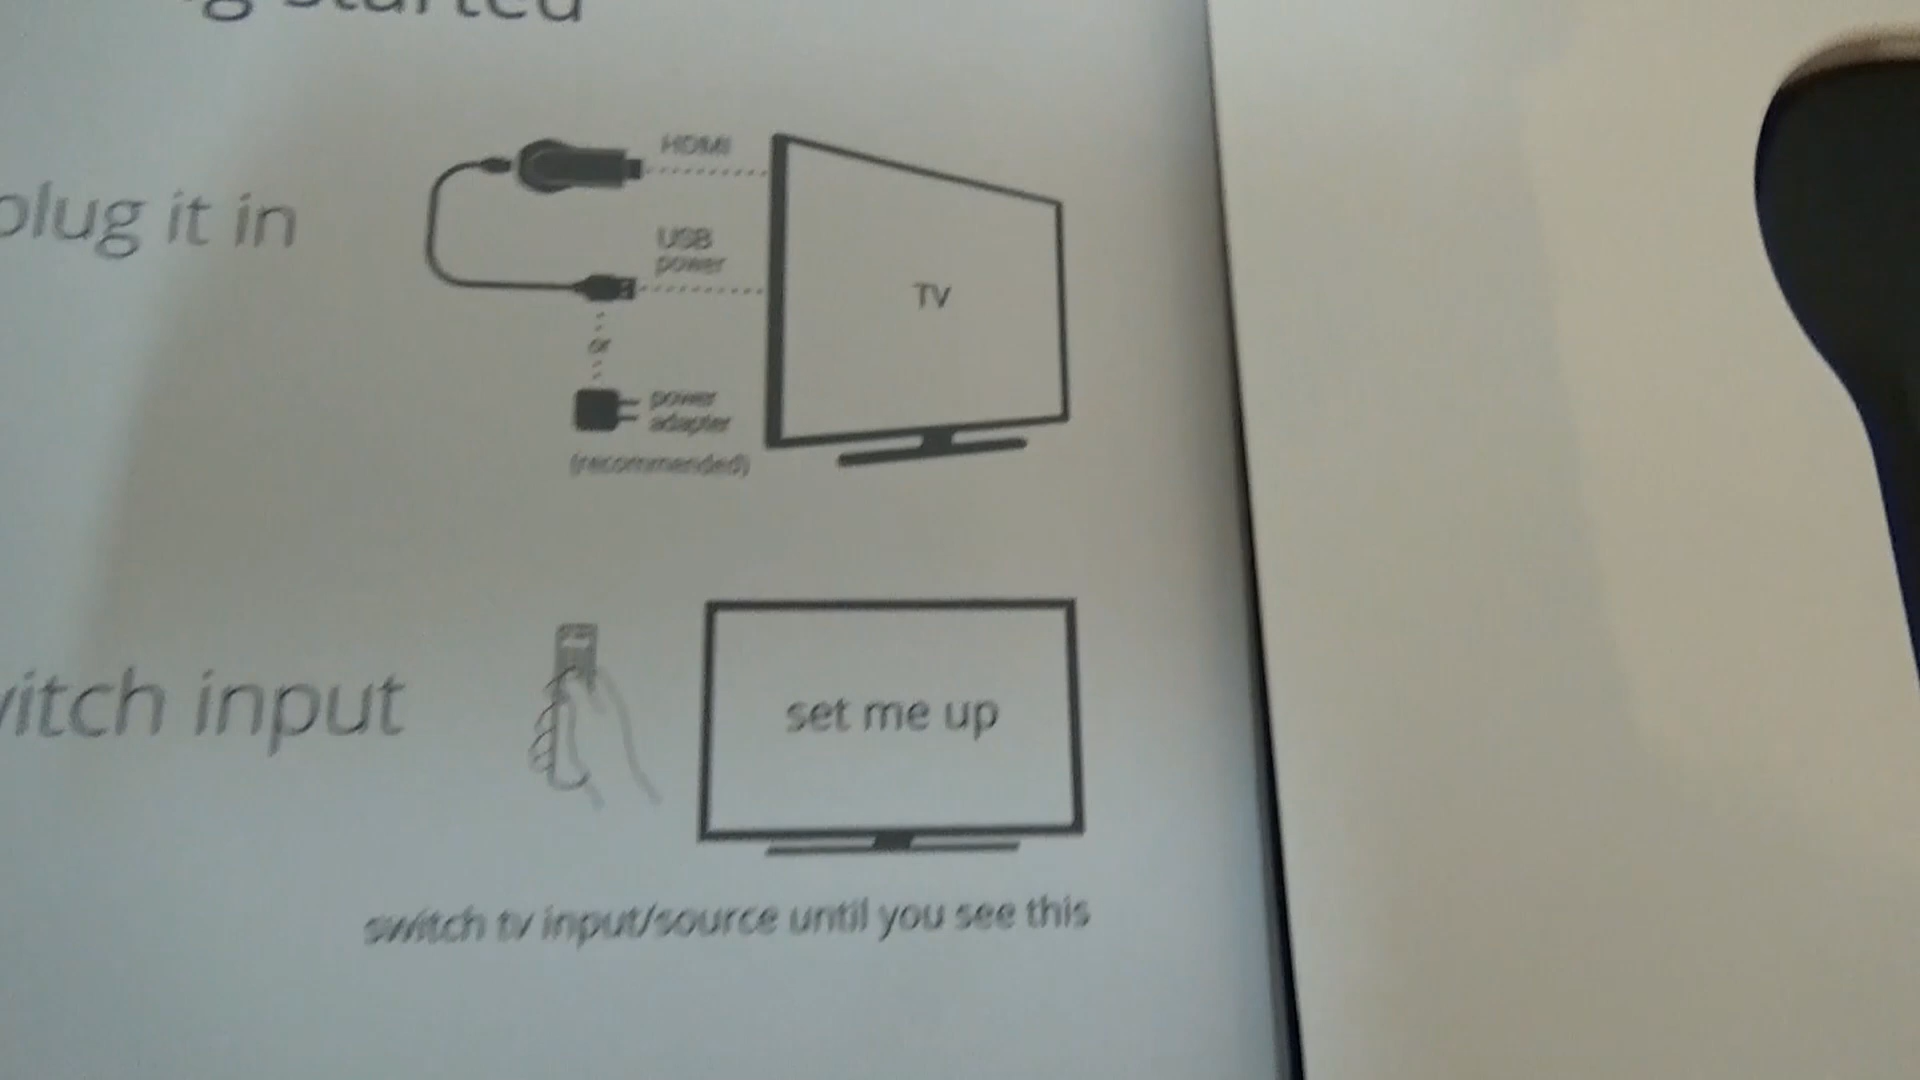 started
plug it in
HDMI
USB
power
TV
or
power
adapter
(recommended)
input
set me up
switch tv input/source until you see this